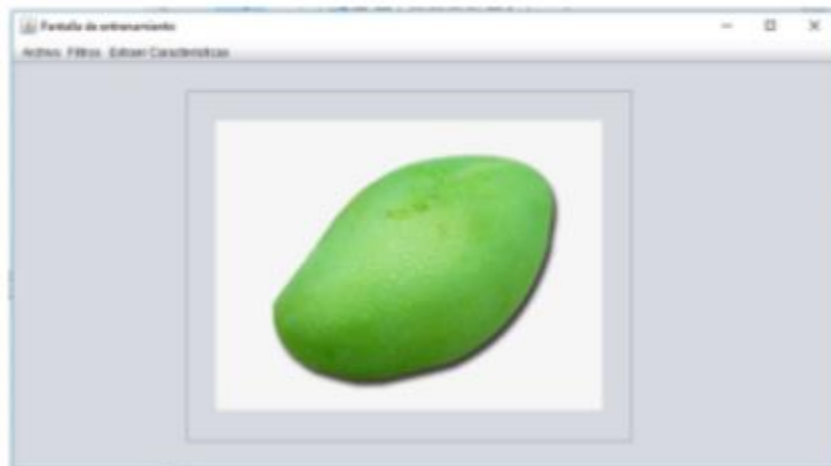 Pantalla de entrenamiento
Archivo Filtros Extraer Características